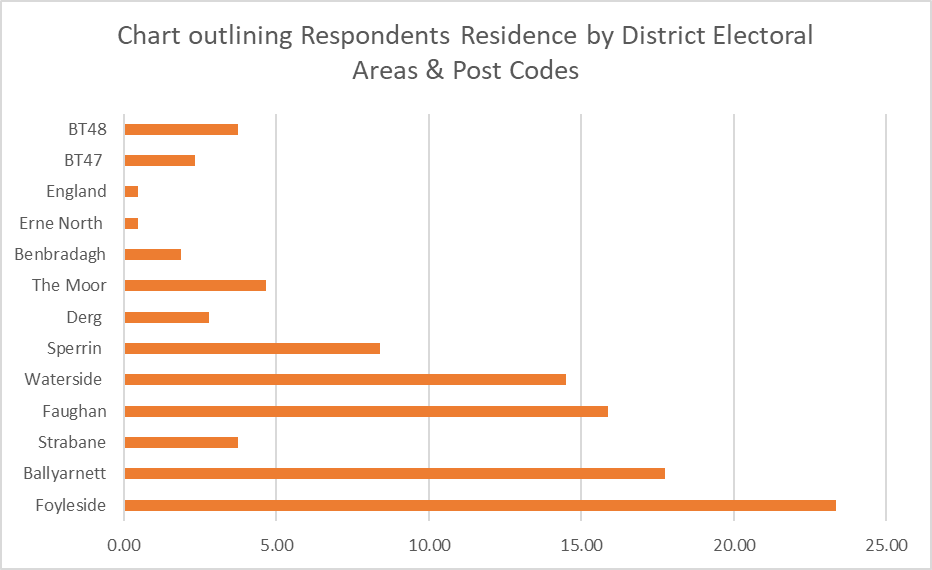 Chart outlining Respondents Residence by District Electoral
Areas & Post Codes
BT48
BT47
England
Erne North
Benbradagh
The Moor
Derg
Sperrin
Waterside
Faughan
Strabane
Ballyarnett
Foyleside
0.00 5.00 10.00 15.00 20.00 25.00